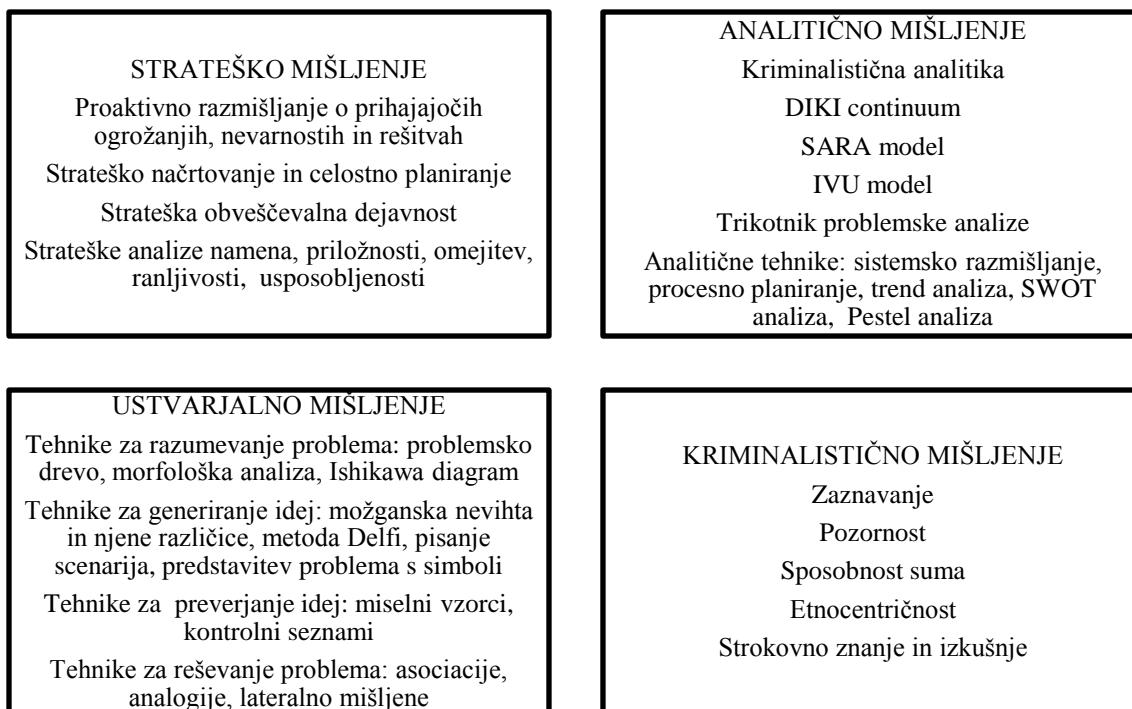 STRATEŠKO MIŠLJENJE
Proaktivno razmišljanje o prihajajočih
ogrožanjih, nevarnostih in rešitvah
Strateško načrtovanje in celostno planiranje
Strateška obveščevalna dejavnost
Strateške analize namena, priložnosti, omejitev,
ranljivosti, usposobljenosti
ANALITIČNO MIŠLJENJE
Kriminalistična analitika
DIKI continuum
SARA model
IVU model
Trikotnik problemske analize
Analitične tehnike: sistemsko razmišljanje,
procesno planiranje, trend analiza, SWOT
analiza, Pestel analiza
USTVARJALNO MIŠLJENJE
Tehnike za razumevanje problema: problemsko
drevo, morfološka analiza, Ishikawa diagram
Tehnike za generiranje idej: možganska nevihta
in njene različice, metoda Delfi, pisanje
scenarija, predstavitev problema s simboli
Tehnike za preverjanje idej: miselni vzorci,
kontrolni seznami
Tehnike za reševanje problema: asociacije,
analogije, lateralno mišljene
KRIMINALISTIČNO MIŠLJENJE
Zaznavanje
Pozornost
Sposobnost suma
Etnocentričnost
Strokovno znanje in izkušnje